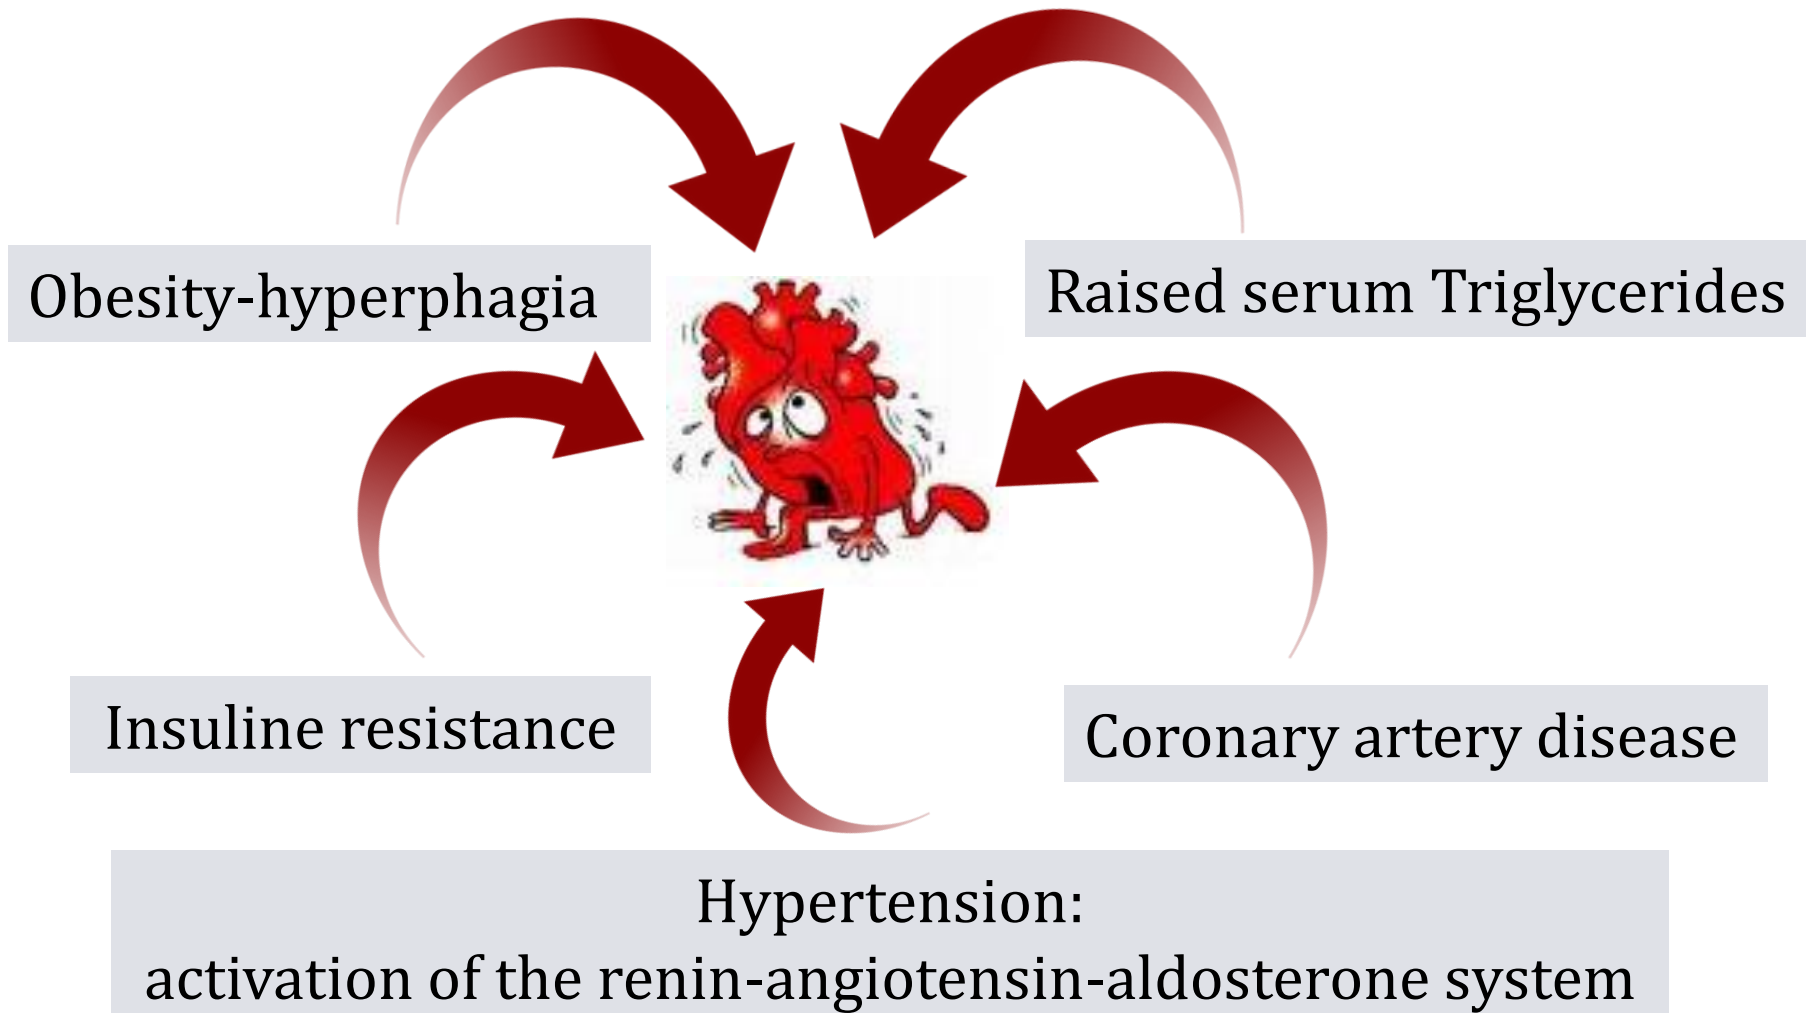 Obesity-hyperphagia
Raised serum Triglycerides
Insuline resistance
Coronary artery disease
Hypertension:
activation of the renin-angiotensin-aldosterone system